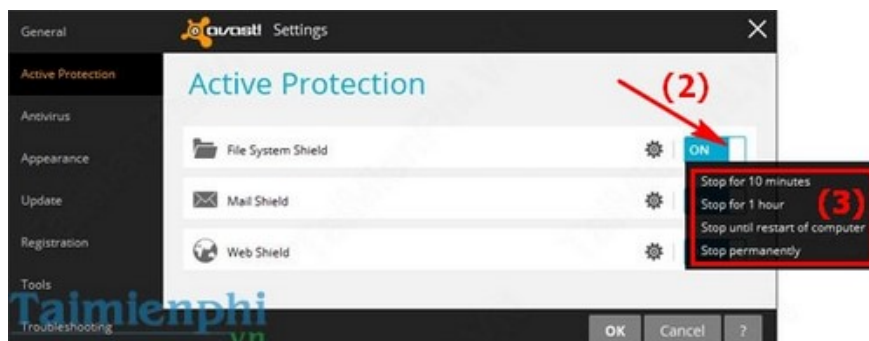 General
avast! Settings
Active Protection
Active Protection
(2)
Antivirus
File System Shield
ON
Appearance
Stop for 10 minutes
Update
Mail Shield
Stop for 1 hour
(3)
Stop until restart of computer
Registration
Web Shield
Stop permanently
Tools
Taimienphi
.vn
Troubleshooting
OK Cancel ?